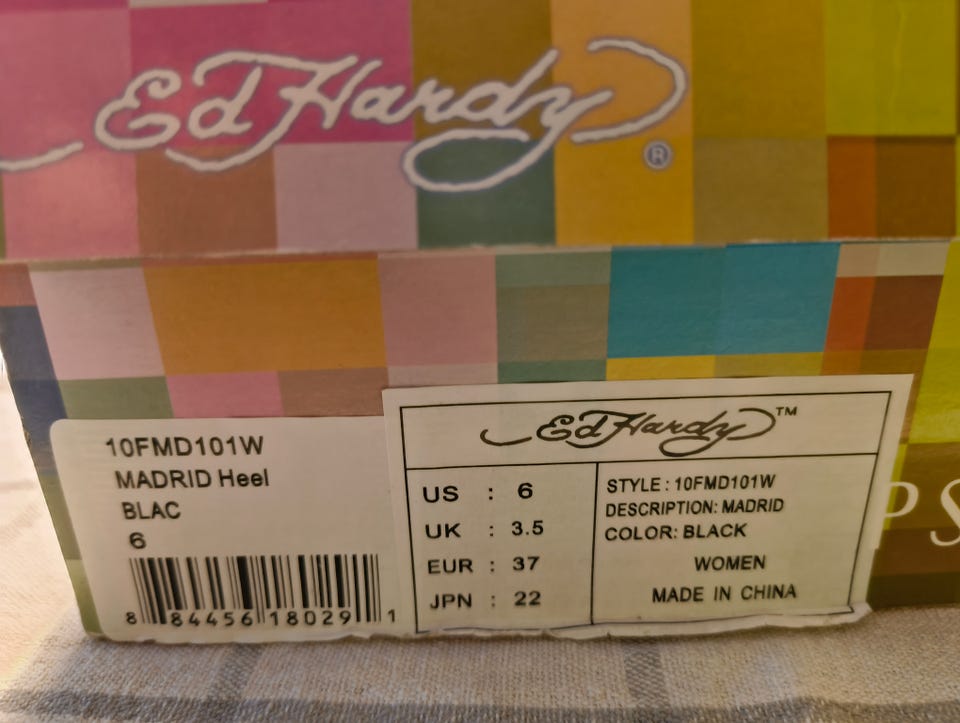 Ed Hardy
®
10FMD101W
MADRID Heel
BLAC
6
8 84456 18029 1
Ed Hardy™
US : 6
UK : 3.5
EUR : 37
JPN : 22
STYLE : 10FMD101W
DESCRIPTION: MADRID
COLOR: BLACK
WOMEN
MADE IN CHINA
PS